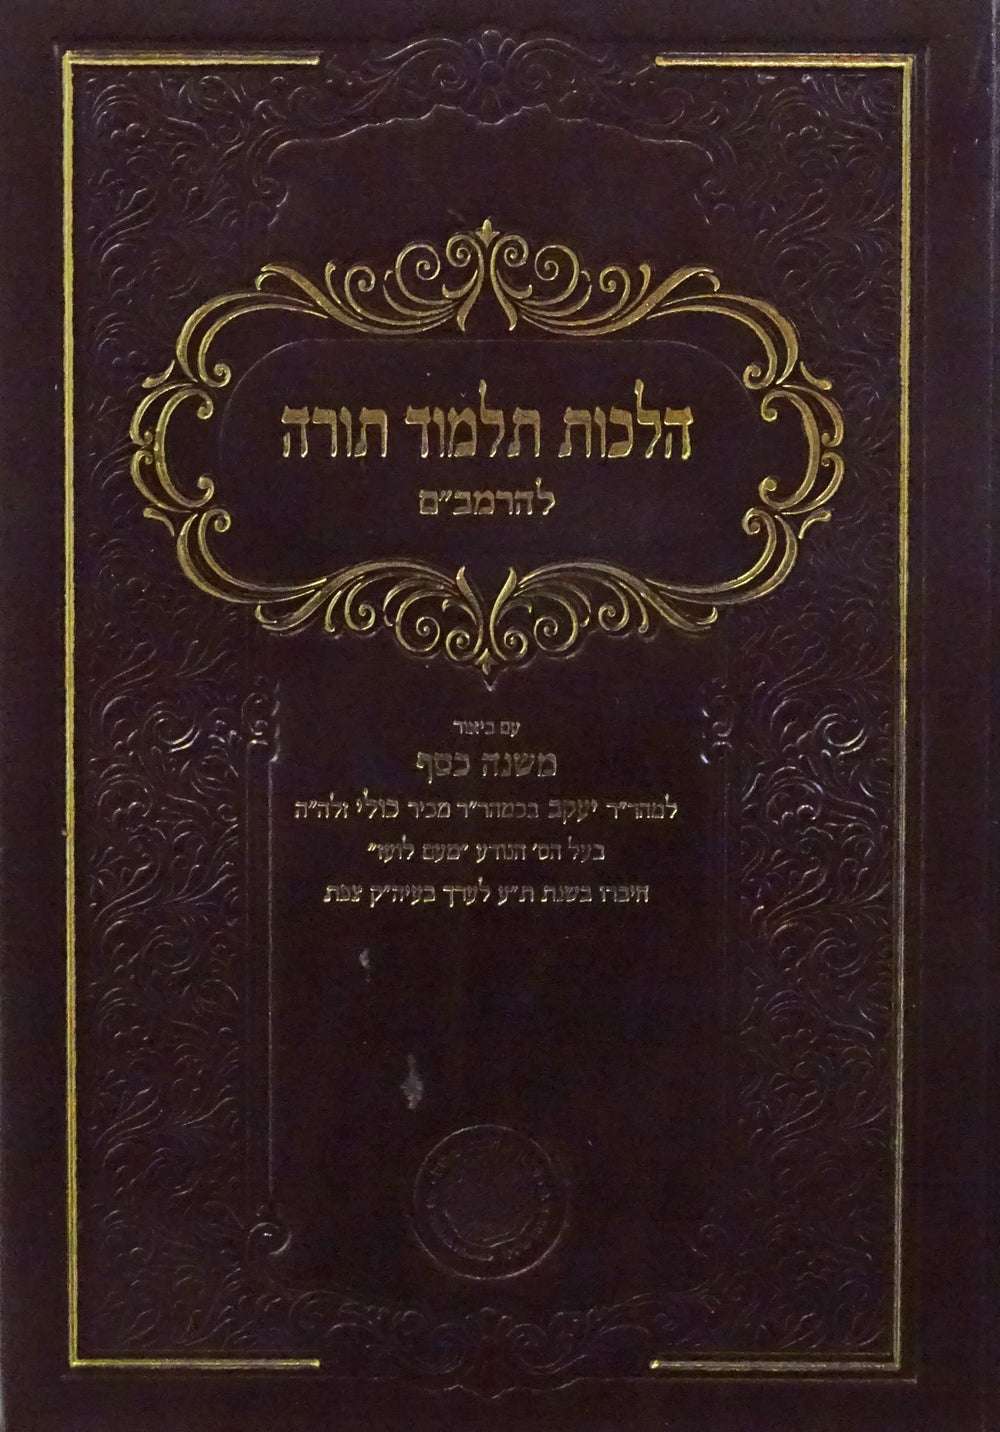 הלכות תלמוד תורה
להרמב"ם
עם ביאור
משנה כסף
למהר"ר יעקב בכמהר"ר מכיר כולי זלה"ה
בעל הס' הנודע "מעם לועז"
חיברו בשנת ת"ע לערך בעיה"ק צפת